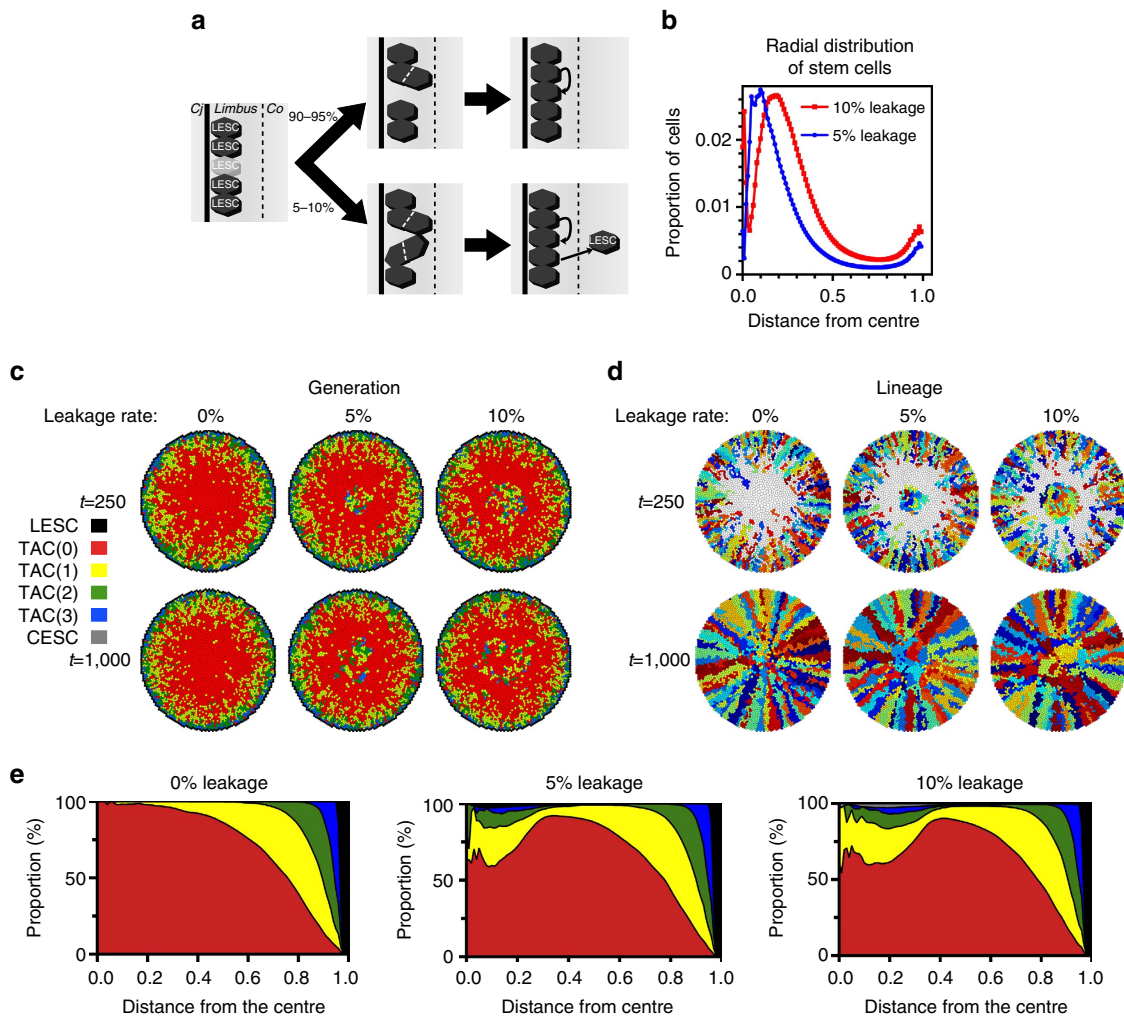 a
Cj Limbus Co
LESC
LESC
LESC
LESC
LESC
90–95%
5–10%
LESC
b
Radial distribution
of stem cells
Proportion of cells
0.02
0.01
0
10% leakage
5% leakage
0.0 0.5 1.0
Distance from centre
c
Generation
Leakage rate: 0% 5% 10%
t=250
LESC
TAC(0)
TAC(1)
TAC(2)
TAC(3)
CESC
t=1,000
d
Lineage
Leakage rate: 0% 5% 10%
t=250
t=1,000
e
0% leakage
Proportion (%)
100
50
0
0.0 0.2 0.4 0.6 0.8 1.0
Distance from the centre
5% leakage
Proportion (%)
100
50
0
0.0 0.2 0.4 0.6 0.8 1.0
Distance from centre
10% leakage
Proportion (%)
100
50
0
0.0 0.2 0.4 0.6 0.8 1.0
Distance from the centre